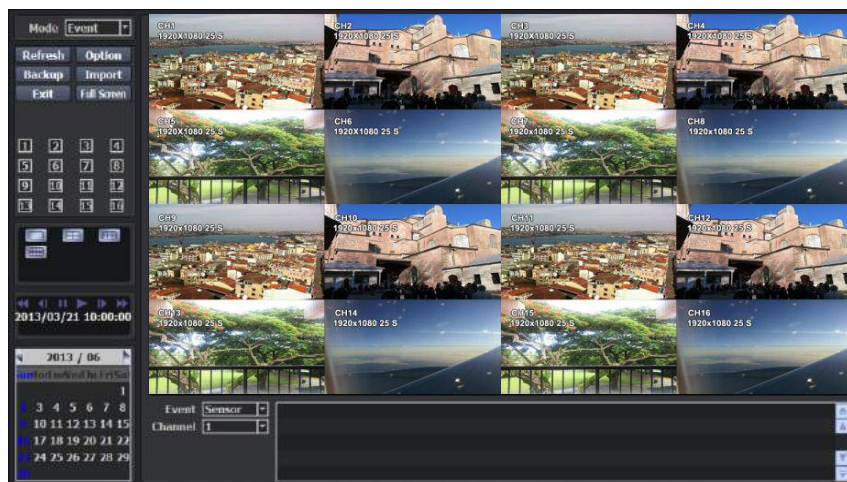 Mode Event
Refresh Option
Backup Import
Exit Full Screen
1 2 3 4
5 6 7 8
9 10 11 12
13 14 15 16
2013/03/21 10:00:00
2013 / 06
1
3 4 5 6 7 8
10 11 12 13 14 15
17 18 19 20 21 22
24 25 26 27 28 29
CH1
1920X1080 25 S
CH2
1920X1080 25 S
CH3
1920X1080 25 S
CH4
1920X1080 25 S
CH5
1920X1080 25 S
CH6
1920X1080 25 S
CH7
1920x1080 25 S
CH8
1920x1080 25 S
CH9
1920x1080 25 S
CH10
1920x1080 25 S
CH11
1920x1080 25 S
CH12
1920x1080 25 S
CH13
1920x1080 25 S
CH14
1920x1080 25 S
CH15
1920x1080 25 S
CH16
1920x1080 25 S
Event Sensor
Channel 1